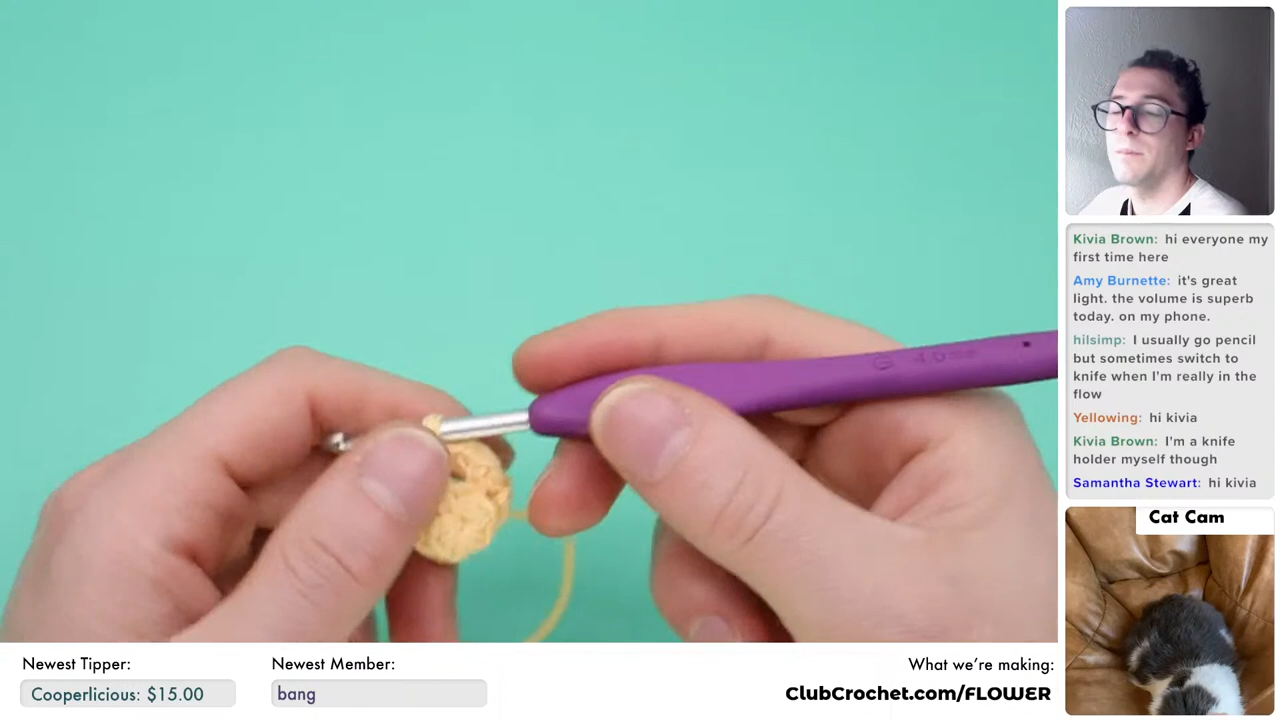 Kivia Brown: hi everyone my
first time here
Amy Burnette: it's great
light. the volume is superb
today. on my phone.
hilsimp: I usually go pencil
but sometimes switch to
knife when I'm really in the
flow
Yellowing: hi kivia
Kivia Brown: I'm a knife
holder myself though
Samantha Stewart: hi kivia
Cat Cam
Newest Tipper:
Cooperlicious: $15.00
Newest Member:
bang
What we're making:
ClubCrochet.com/FLOWER